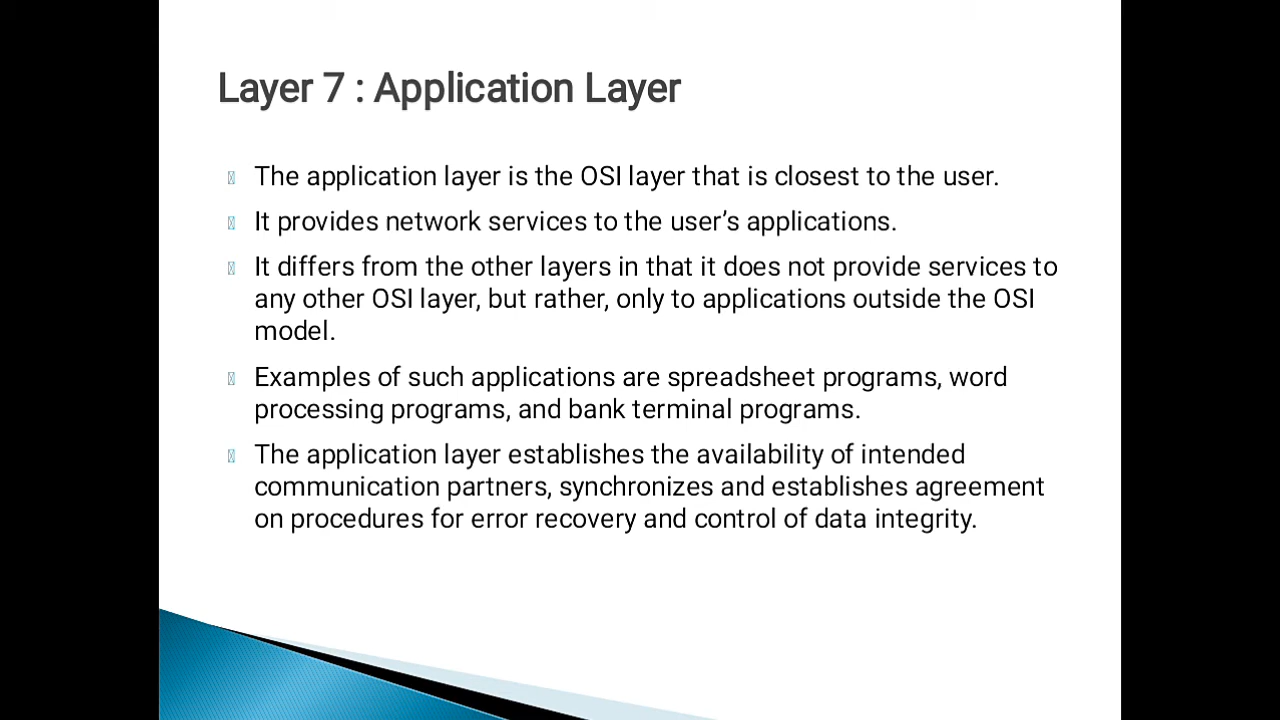 Layer 7 : Application Layer
The application layer is the OSI layer that is closest to the user.
It provides network services to the user’s applications.
It differs from the other layers in that it does not provide services to
any other OSI layer, but rather, only to applications outside the OSI
model.
Examples of such applications are spreadsheet programs, word
processing programs, and bank terminal programs.
The application layer establishes the availability of intended
communication partners, synchronizes and establishes agreement
on procedures for error recovery and control of data integrity.